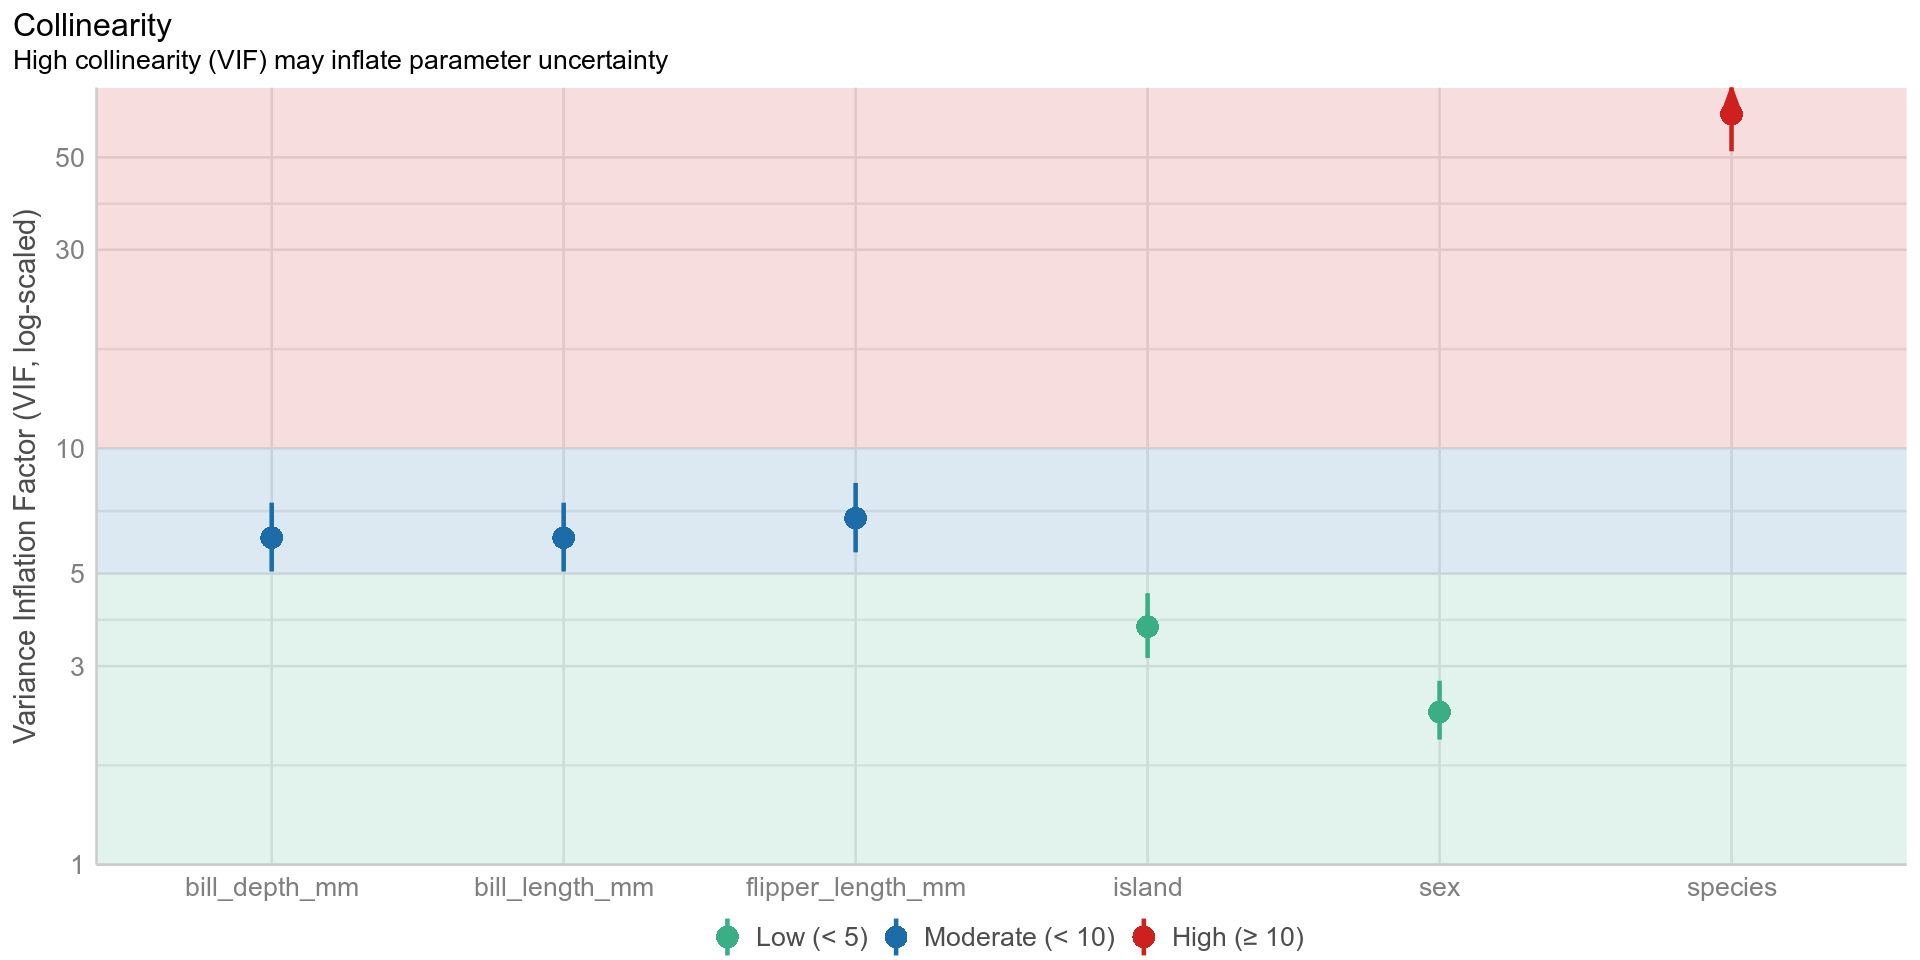 Collinearity
High collinearity (VIF) may inflate parameter uncertainty
Variance Inflation Factor (VIF, log-scaled)
50
30
10
5
3
1
bill_depth_mm bill_length_mm flipper_length_mm island sex species
Low (< 5) Moderate (< 10) High (≥ 10)